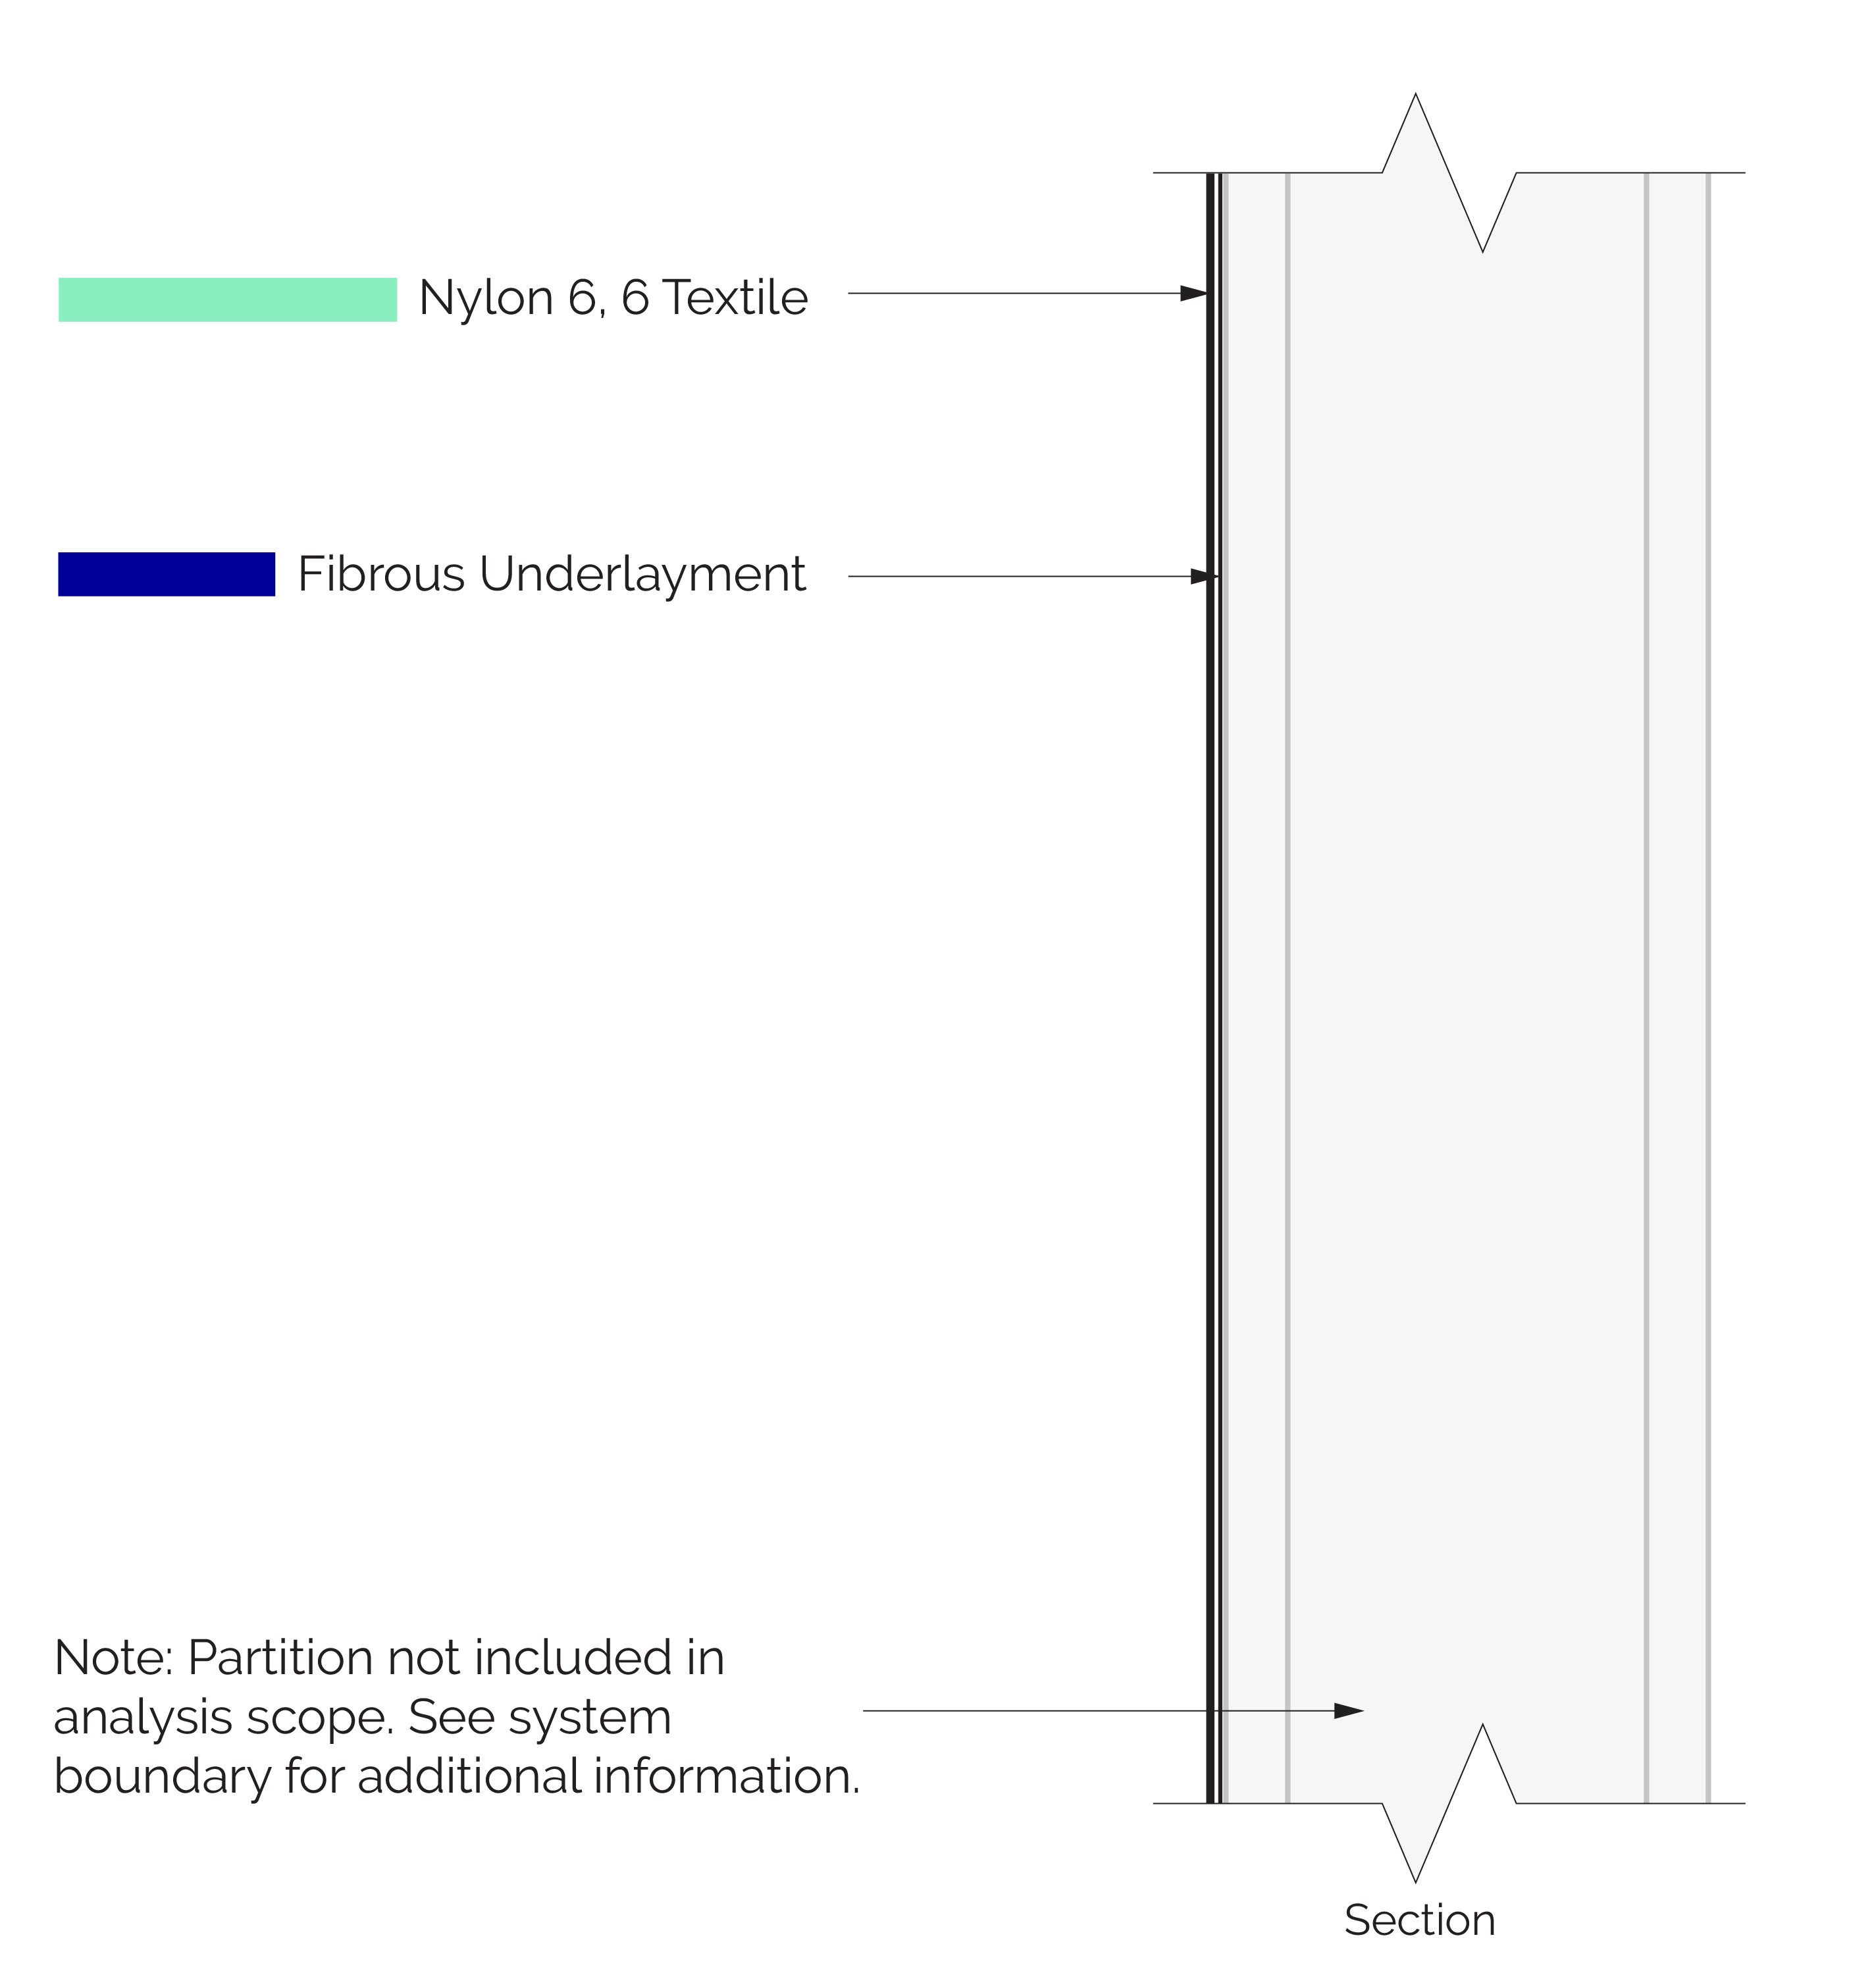 Nylon 6, 6 Textile
Fibrous Underlayment
Note: Partition not included in
analysis scope. See system
boundary for additional information.
Section